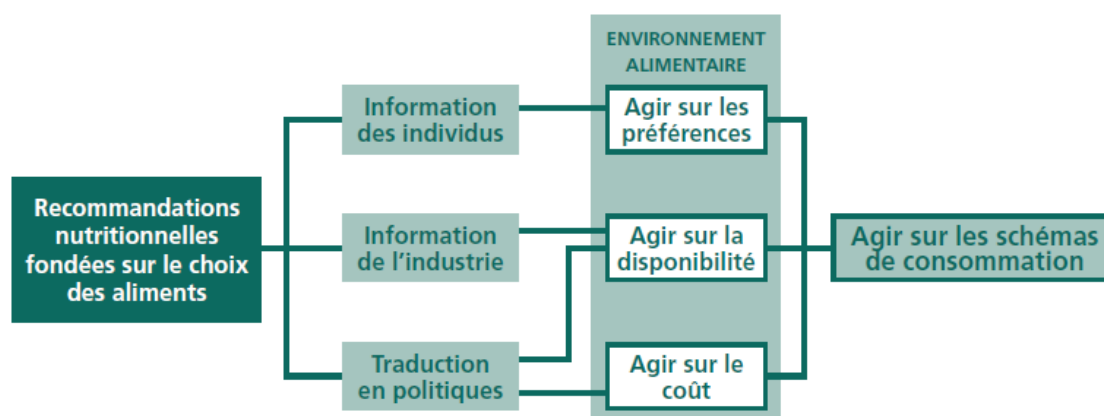 ENVIRONNEMENT
ALIMENTAIRE
Information
des individus
Agir sur les
préférences
Recommandations
nutritionnelles
fondées sur le choix
des aliments
Information
de l'industrie
Agir sur la
disponibilité
Agir sur les schémas
de consommation
Traduction
en politiques
Agir sur le
coût